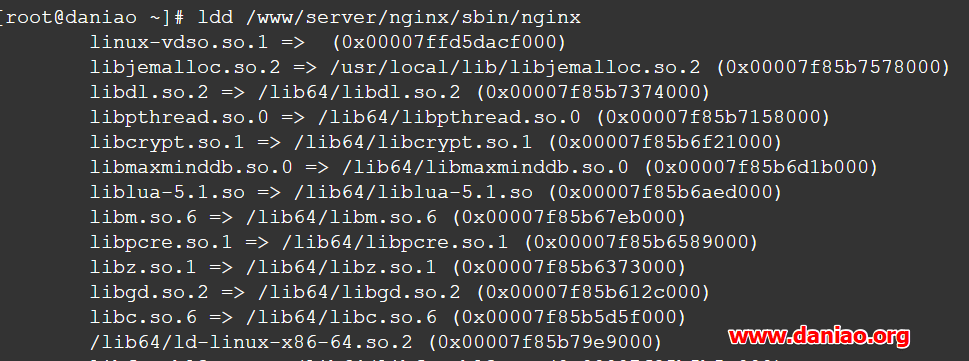 [root@daniao ~]# ldd /www/server/nginx/sbin/nginx
linux-vdso.so.1 =>  (0x00007ffd5dacf000)
libjemalloc.so.2 => /usr/local/lib/libjemalloc.so.2 (0x00007f85b7578000)
libdl.so.2 => /lib64/libdl.so.2 (0x00007f85b7374000)
libpthread.so.0 => /lib64/libpthread.so.0 (0x00007f85b7158000)
libcrypt.so.1 => /lib64/libcrypt.so.1 (0x00007f85b6f21000)
libmaxminddb.so.0 => /lib64/libmaxminddb.so.0 (0x00007f85b6d1b000)
liblua-5.1.so => /lib64/liblua-5.1.so (0x00007f85b6aed000)
libm.so.6 => /lib64/libm.so.6 (0x00007f85b67eb000)
libpcre.so.1 => /lib64/libpcre.so.1 (0x00007f85b6589000)
libz.so.1 => /lib64/libz.so.1 (0x00007f85b6373000)
libgd.so.2 => /lib64/libgd.so.2 (0x00007f85b612c000)
libc.so.6 => /lib64/libc.so.6 (0x00007f85b5d5f000)
/lib64/ld-linux-x86-64.so.2 (0x00007f85b79e9000)
www.daniao.org